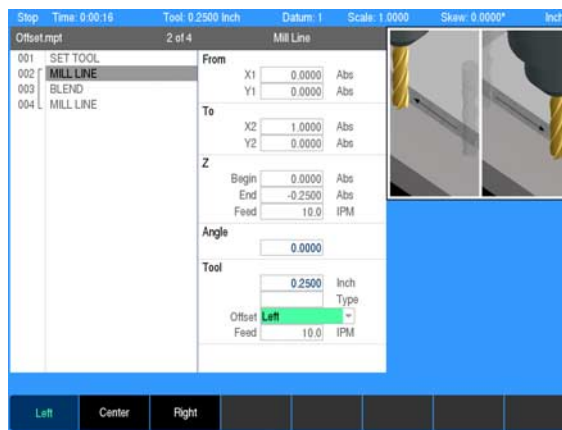 Stop Time: 0:00:16 Tool: 0.2500 Inch Datum: 1 Scale: 1.0000 Skew: 0.0000° Inch
Offset.mpt 2 of 4 Mill Line
001 SET TOOL
002 MILL LINE
003 BLEND
004 MILL LINE
From
X1 0.0000 Abs
Y1 0.0000 Abs
To
X2 1.0000 Abs
Y2 0.0000 Abs
Z
Begin 0.0000 Abs
End -0.2500 Abs
Feed 10.0 IPM
Angle
0.0000
Tool
0.2500 Inch
Type
Offset Left
Feed 10.0 IPM
Left Center Right